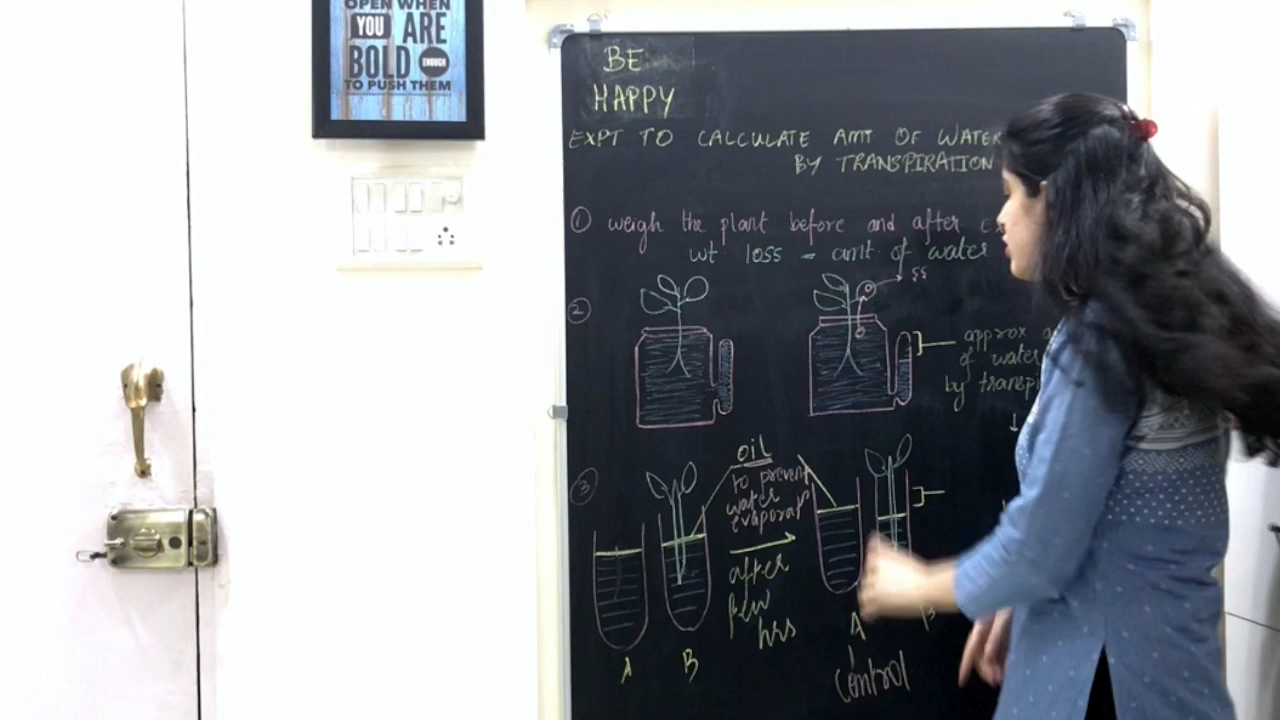 OPEN WHEN
YOU ARE
BOLD ENOUGH
TO PUSH THEM
BE
HAPPY
EXPT TO CALCULATE AMT OF WATER
BY TRANSPIRATION
① weigh the plant before and after
wt. loss = amt. of water
②
approx
of water
by
③
oil
to prevent
water
after
few
hrs
A
B
A
B
control